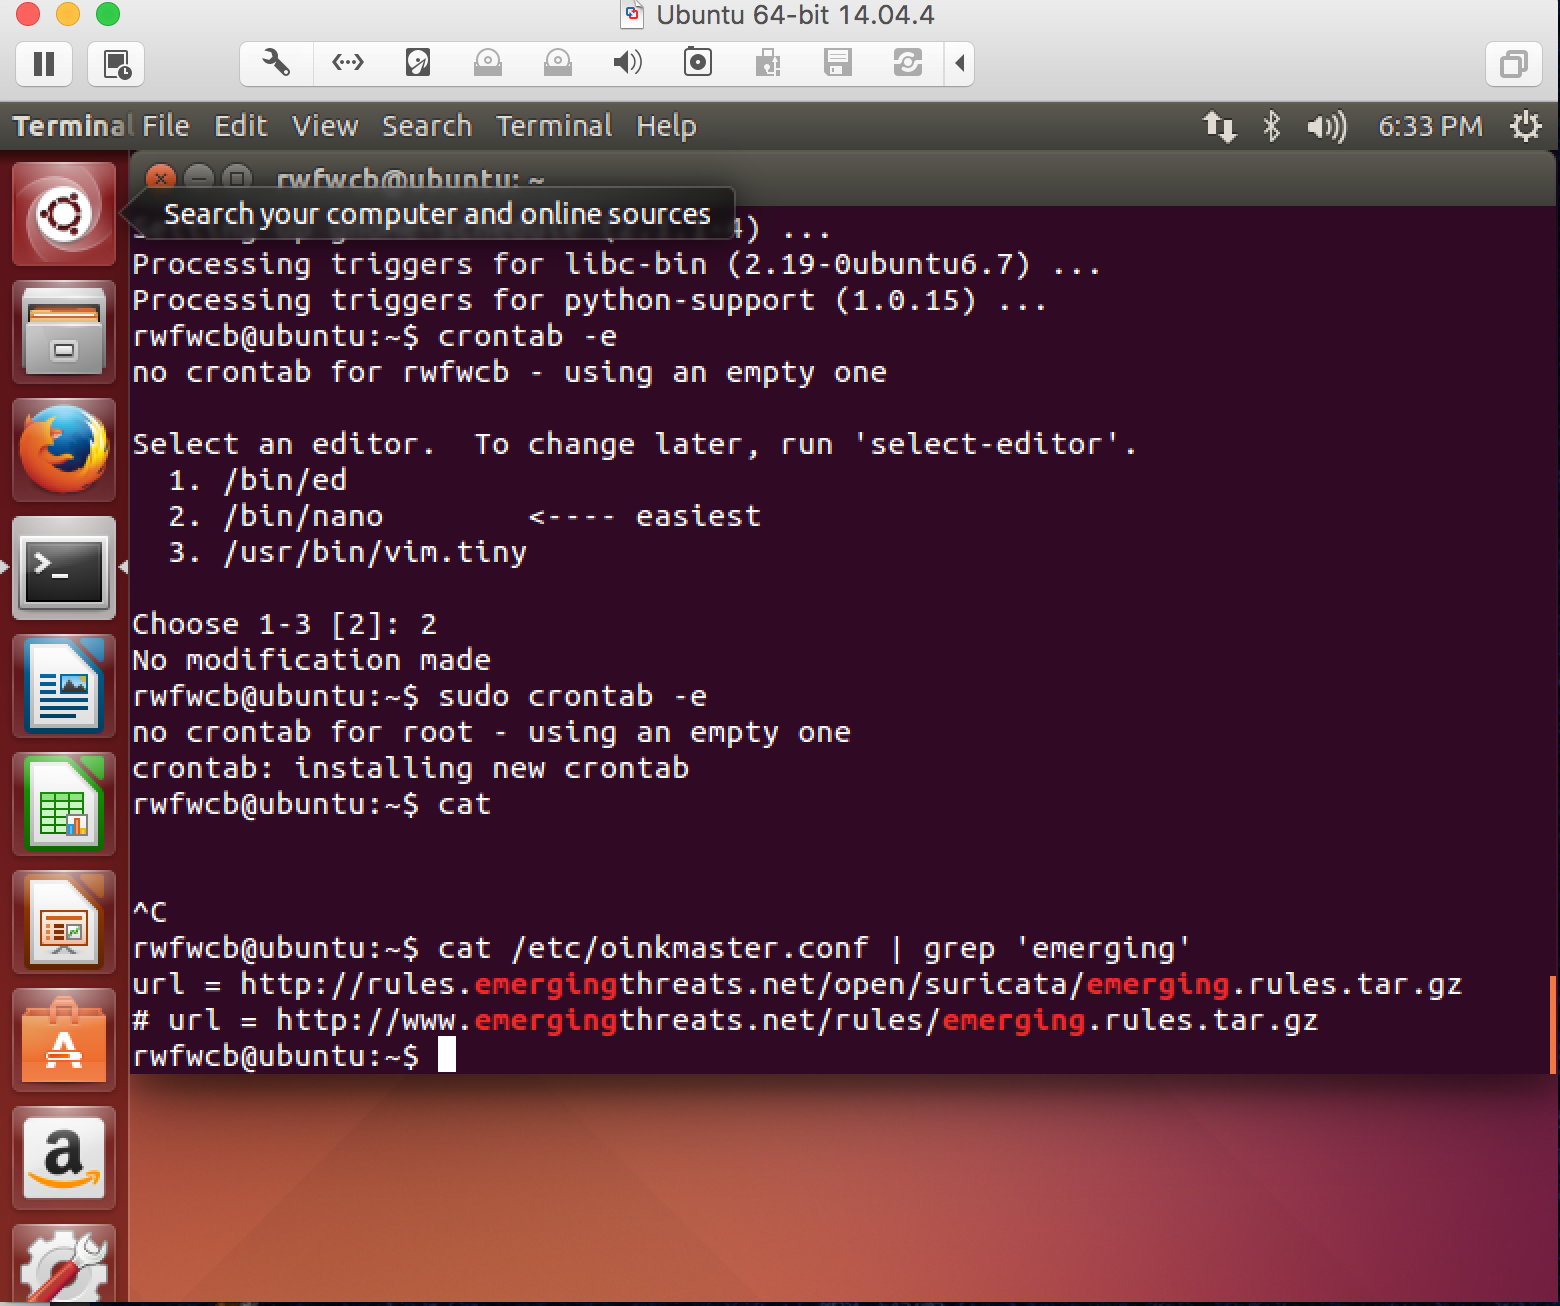 Ubuntu 64-bit 14.04.4
Terminal File Edit View Search Terminal Help 6:33 PM
rwfwcb@ubuntu: ~
Search your computer and online sources
4) ...
Processing triggers for libc-bin (2.19-0ubuntu6.7) ...
Processing triggers for python-support (1.0.15) ...
rwfwcb@ubuntu:~$ crontab -e
no crontab for rwfwcb - using an empty one
Select an editor.  To change later, run 'select-editor'.
1. /bin/ed
2. /bin/nano        <---- easiest
3. /usr/bin/vim.tiny
Choose 1-3 [2]: 2
No modification made
rwfwcb@ubuntu:~$ sudo crontab -e
no crontab for root - using an empty one
crontab: installing new crontab
rwfwcb@ubuntu:~$ cat
^C
rwfwcb@ubuntu:~$ cat /etc/oinkmaster.conf | grep 'emerging'
url = http://rules.emergingthreats.net/open/suricata/emerging.rules.tar.gz
# url = http://www.emergingthreats.net/rules/emerging.rules.tar.gz
rwfwcb@ubuntu:~$